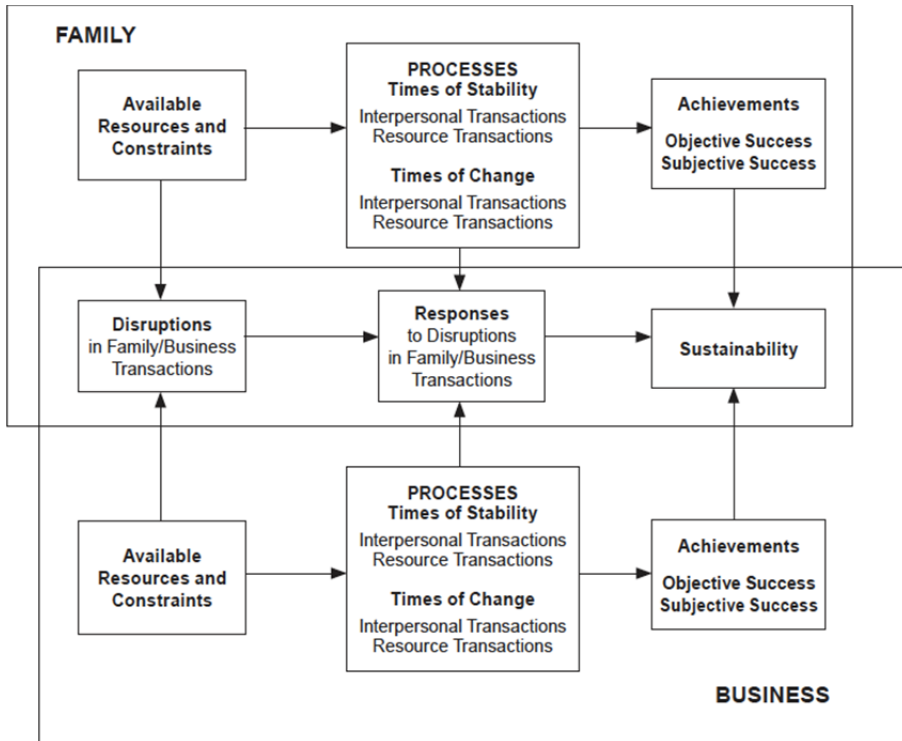 FAMILY
Available
Resources and
Constraints
PROCESSES
Times of Stability
Interpersonal Transactions
Resource Transactions
Times of Change
Interpersonal Transactions
Resource Transactions
Achievements
Objective Success
Subjective Success
Disruptions
in Family/Business
Transactions
Responses
to Disruptions
in Family/Business
Transactions
Sustainability
Available
Resources and
Constraints
PROCESSES
Times of Stability
Interpersonal Transactions
Resource Transactions
Times of Change
Interpersonal Transactions
Resource Transactions
Achievements
Objective Success
Subjective Success
BUSINESS